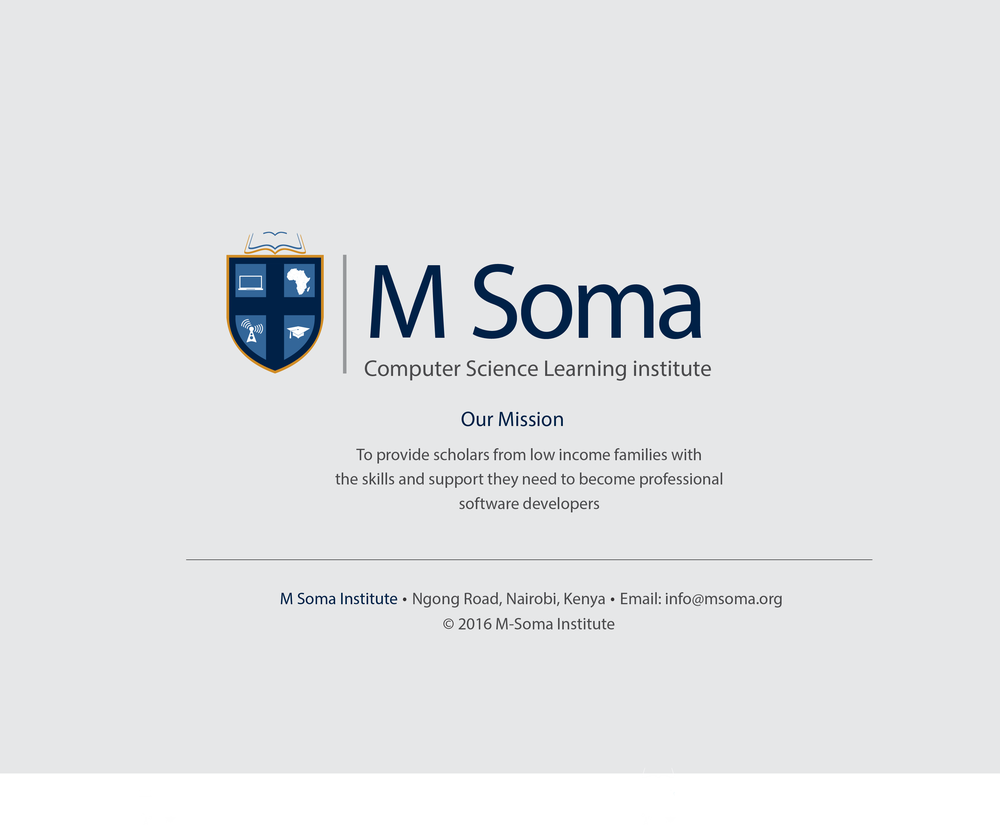 M Soma
Computer Science Learning institute
Our Mission
To provide scholars from low income families with
the skills and support they need to become professional
software developers
M Soma Institute • Ngong Road, Nairobi, Kenya • Email: info@msoma.org
© 2016 M-Soma Institute